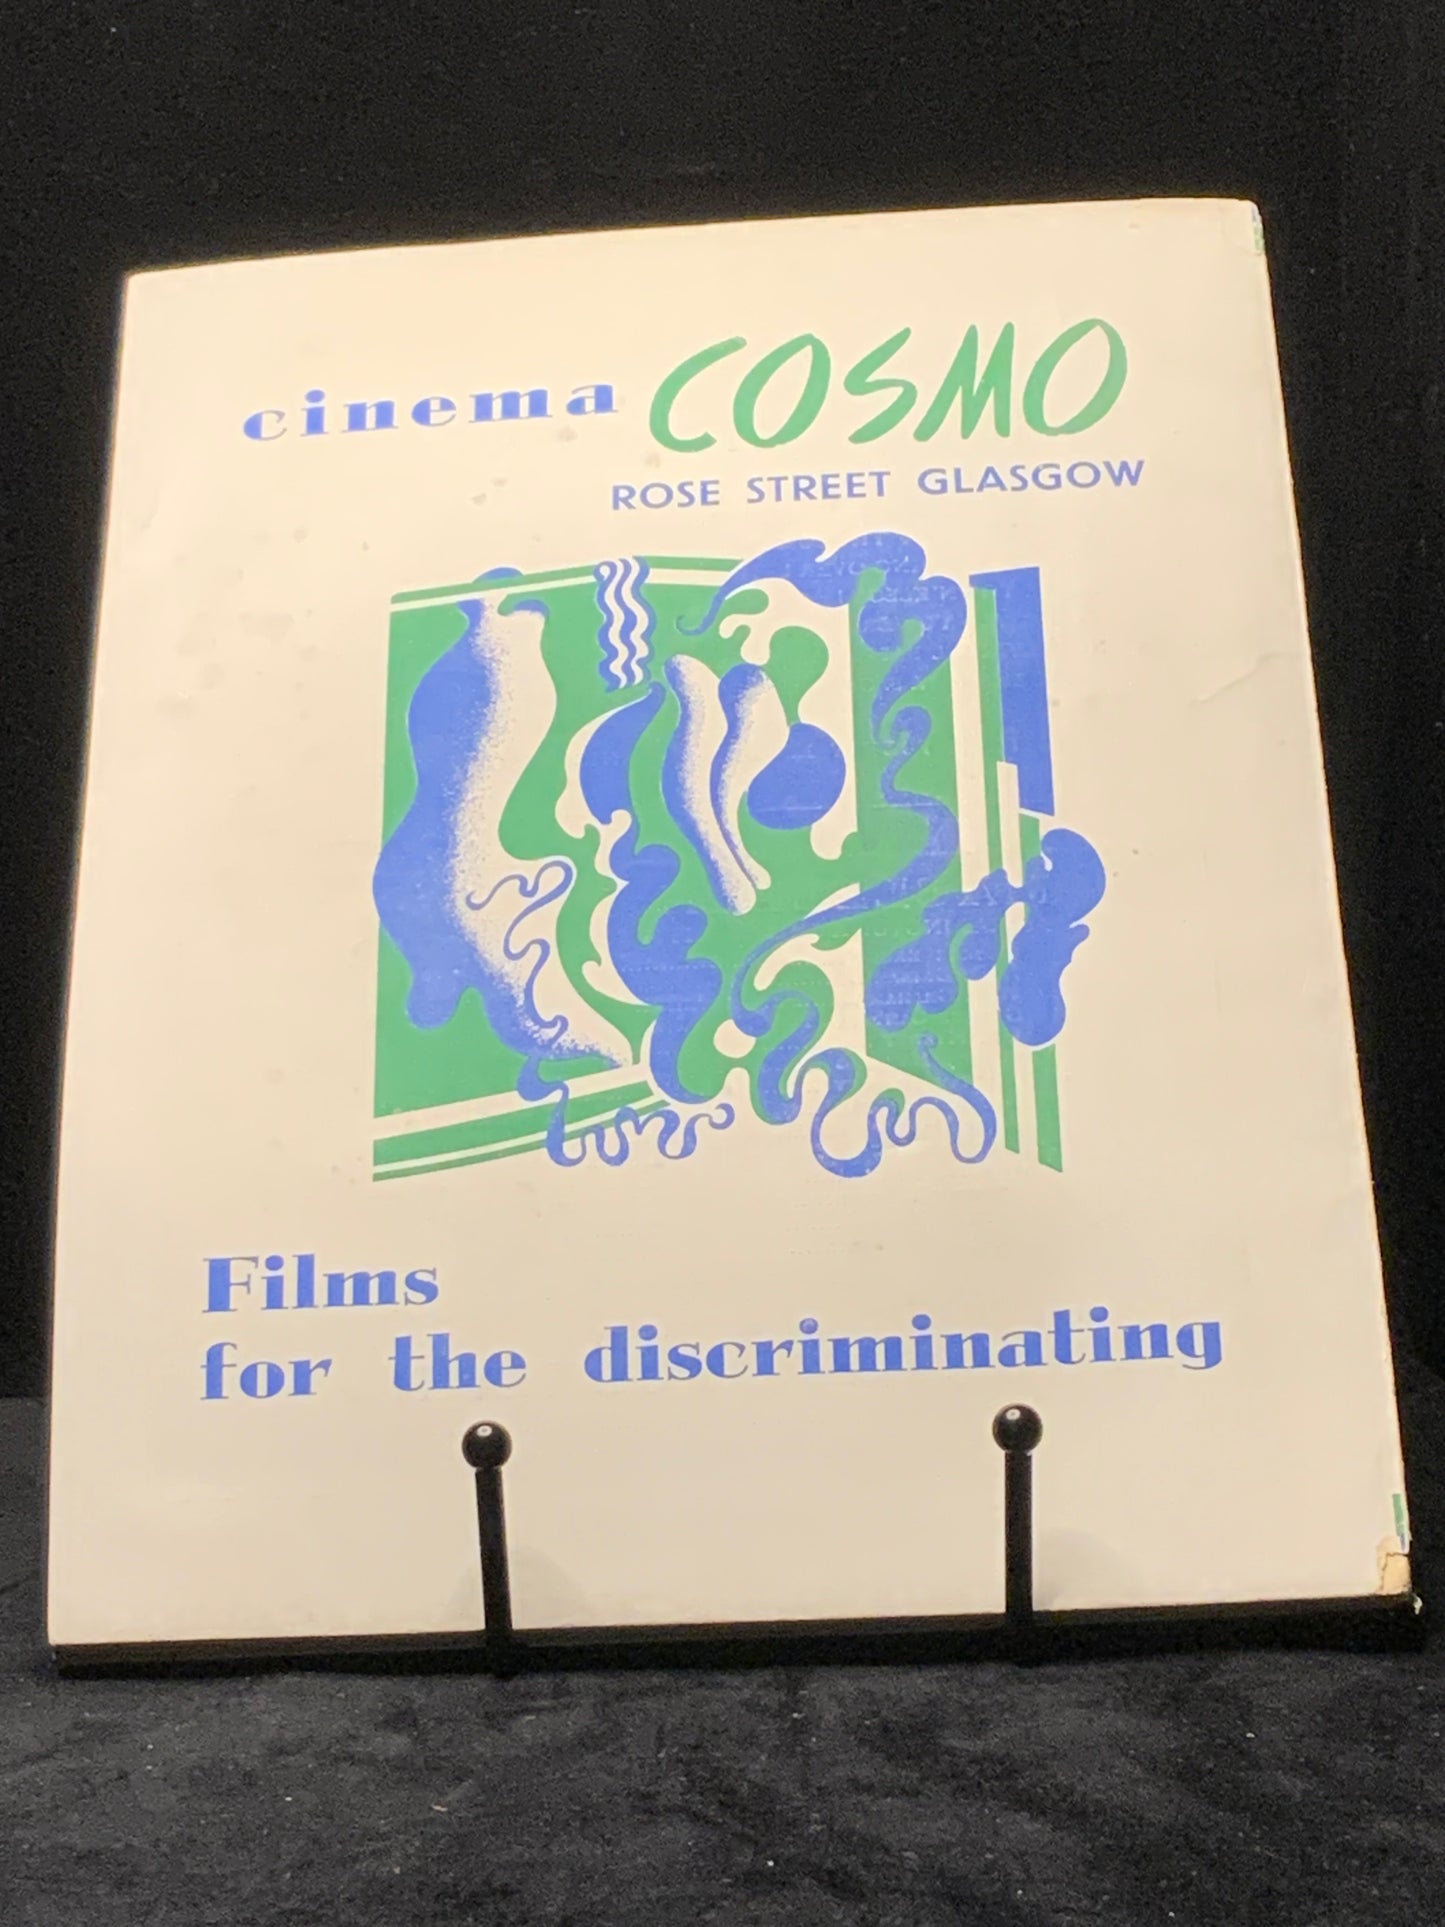 cinema COSMO
ROSE STREET GLASGOW
Films
for the discriminating